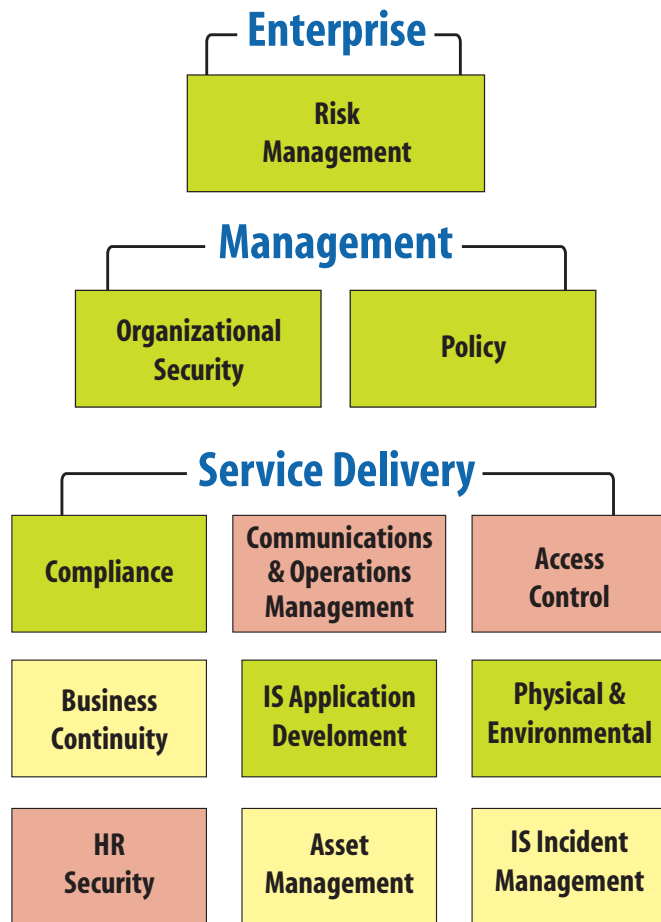 Enterprise
Risk
Management
Management
Organizational
Security
Policy
Service Delivery
Compliance
Communications
& Operations
Management
Access
Control
Business
Continuity
IS Application
Develoment
Physical &
Environmental
HR
Security
Asset
Management
IS Incident
Management